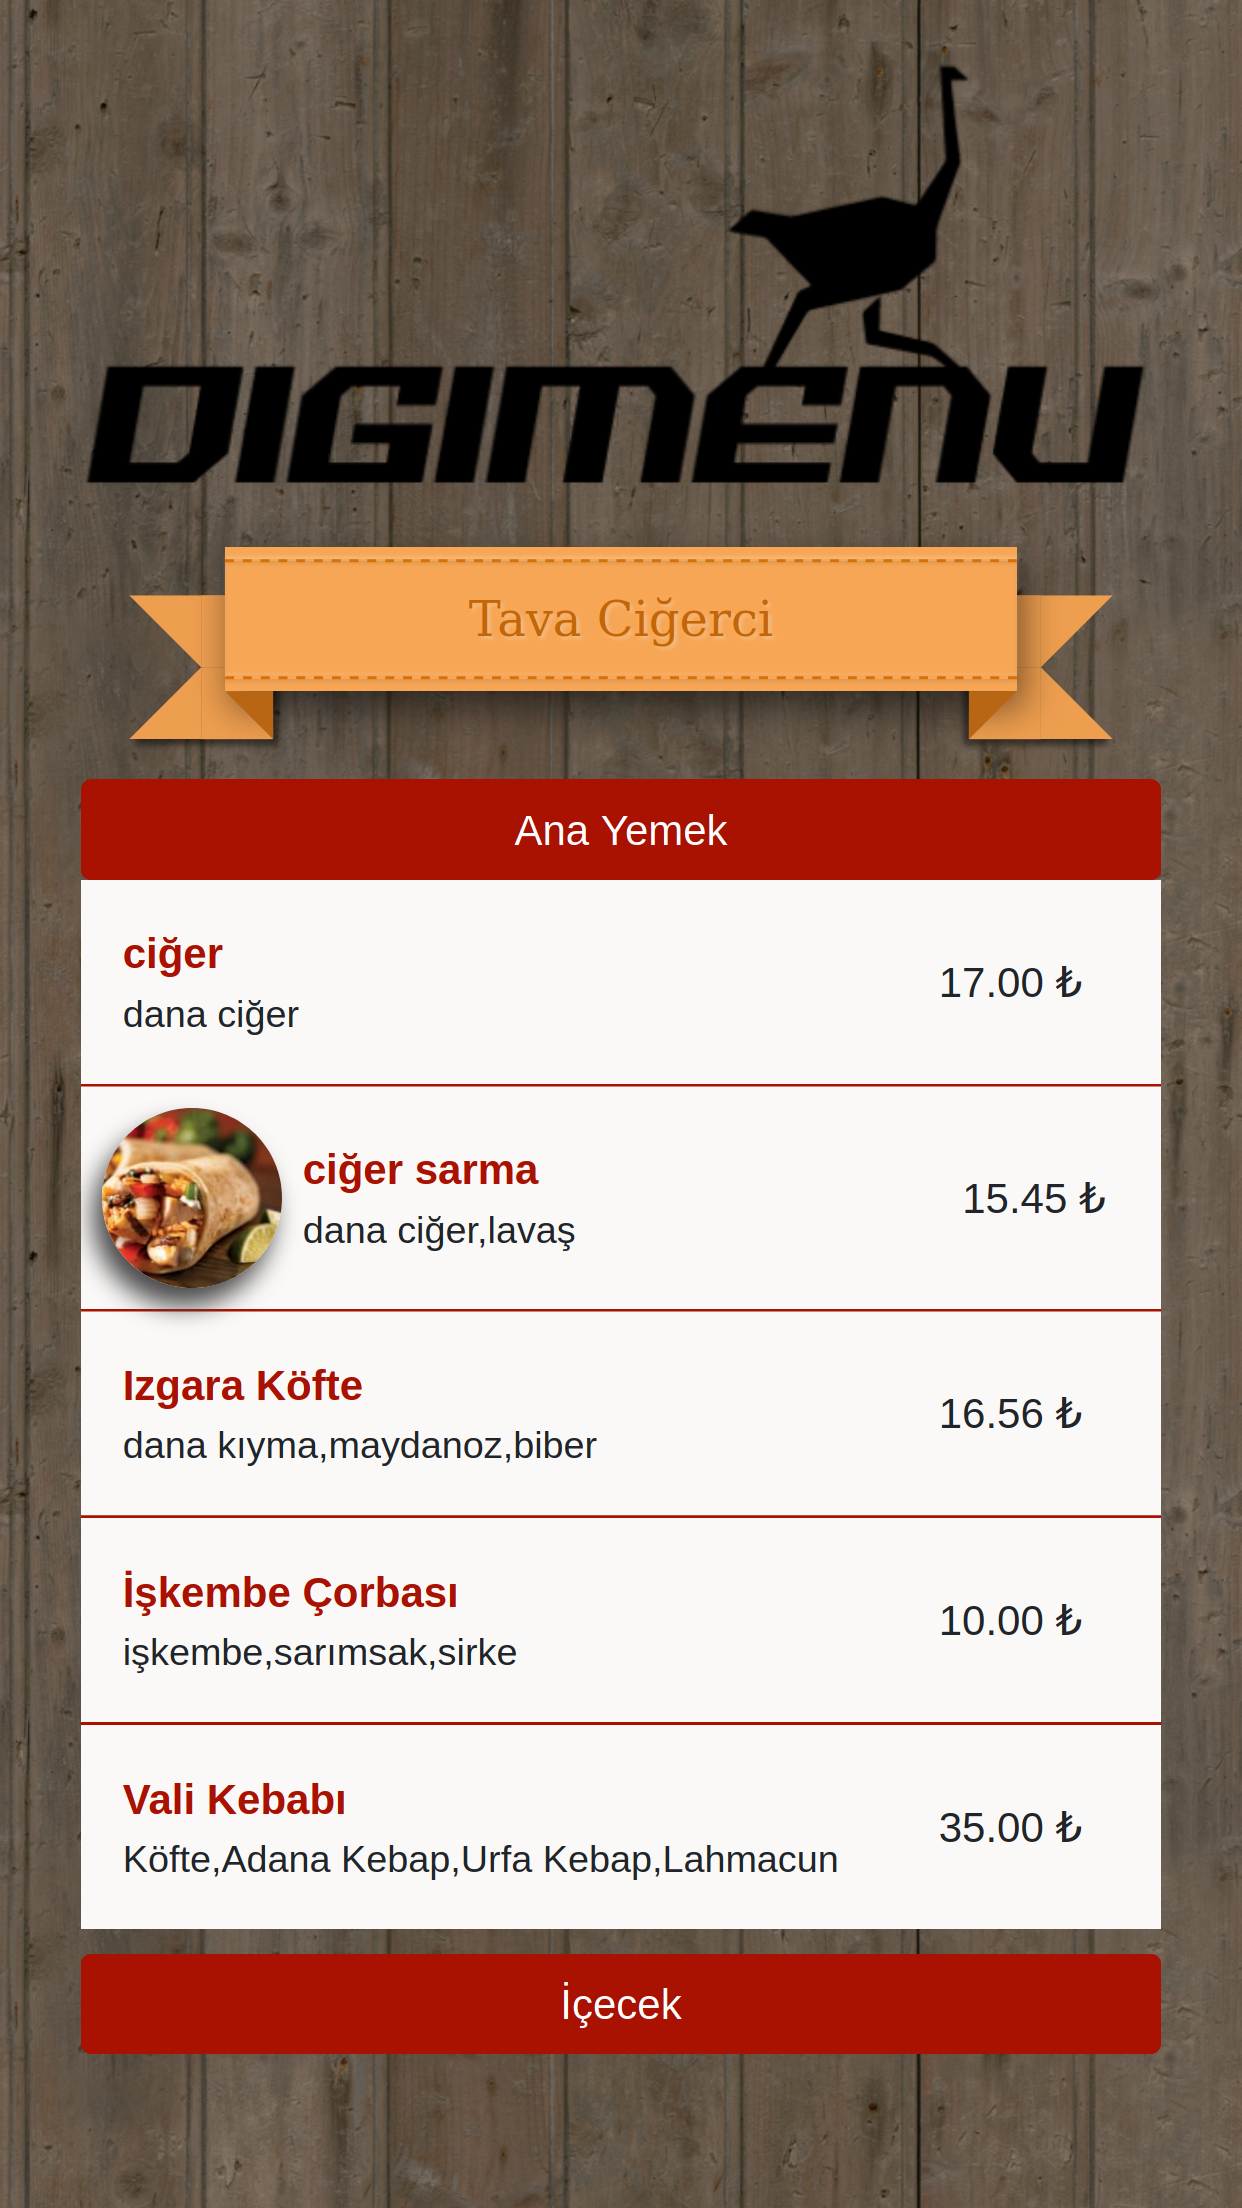 DIGIMENU
Tava Ciğerci
Ana Yemek
ciğer
dana ciğer
17.00 ₺
ciğer sarma
dana ciğer,lavaş
15.45 ₺
Izgara Köfte
dana kıyma,maydanoz,biber
16.56 ₺
İşkembe Çorbası
işkembe,sarımsak,sirke
10.00 ₺
Vali Kebabı
Köfte,Adana Kebap,Urfa Kebap,Lahmacun
35.00 ₺
İçecek